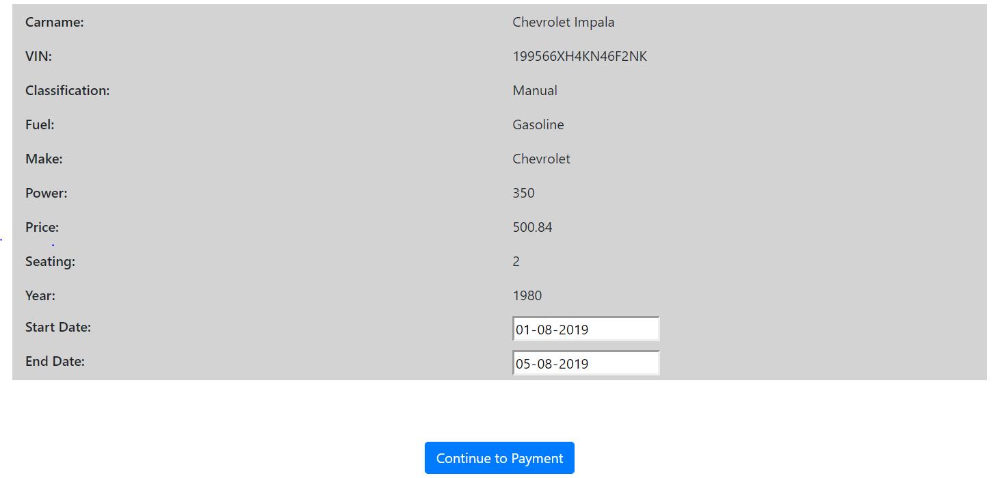 Carname: Chevrolet Impala
VIN: 199566XH4KN46F2NK
Classification: Manual
Fuel: Gasoline
Make: Chevrolet
Power: 350
Price: 500.84
Seating: 2
Year: 1980
Start Date: 01-08-2019
End Date: 05-08-2019
Continue to Payment